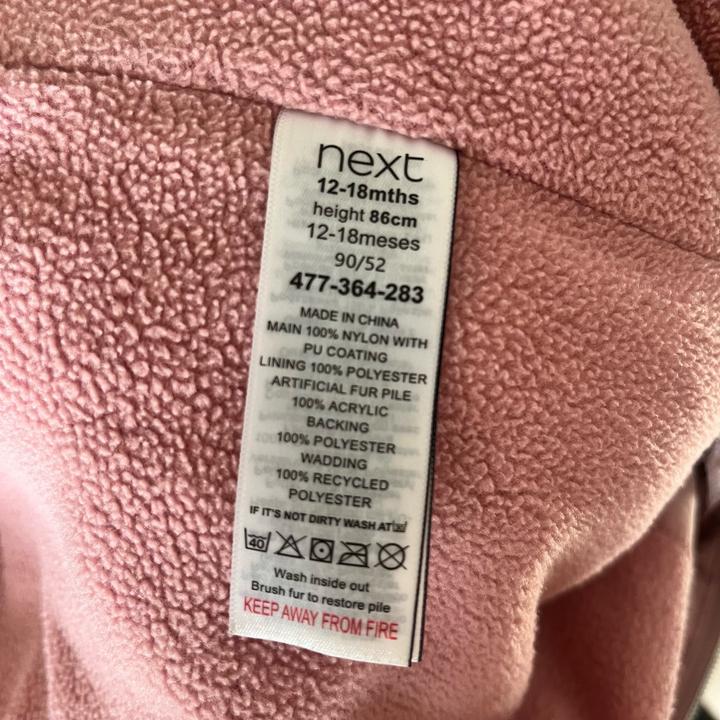 next
12-18mths
height 86cm
12-18meses
90/52
477-364-283
MADE IN CHINA
MAIN 100% NYLON WITH
PU COATING
LINING 100% POLYESTER
ARTIFICIAL FUR PILE
100% ACRYLIC
BACKING
100% POLYESTER
WADDING
100% RECYCLED
POLYESTER
IF IT'S NOT DIRTY WASH AT
40
Wash inside out
Brush fur to restore pile
KEEP AWAY FROM FIRE